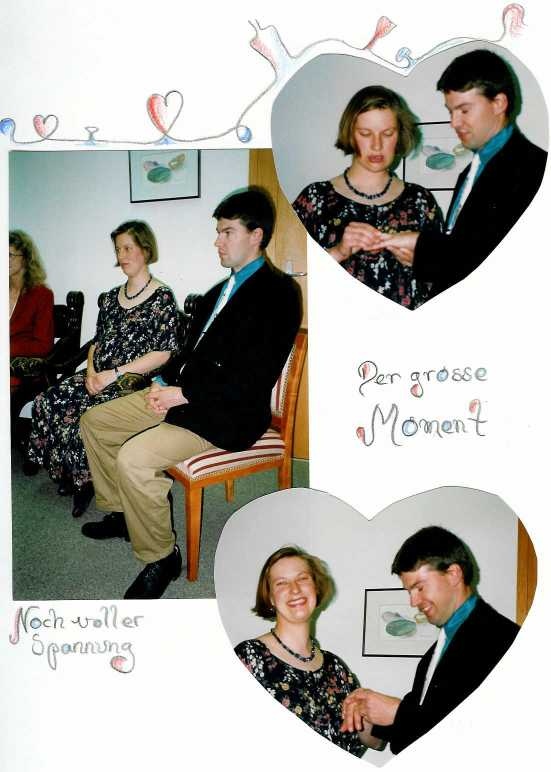 Der grosse
Moment
Noch voller
Spannung